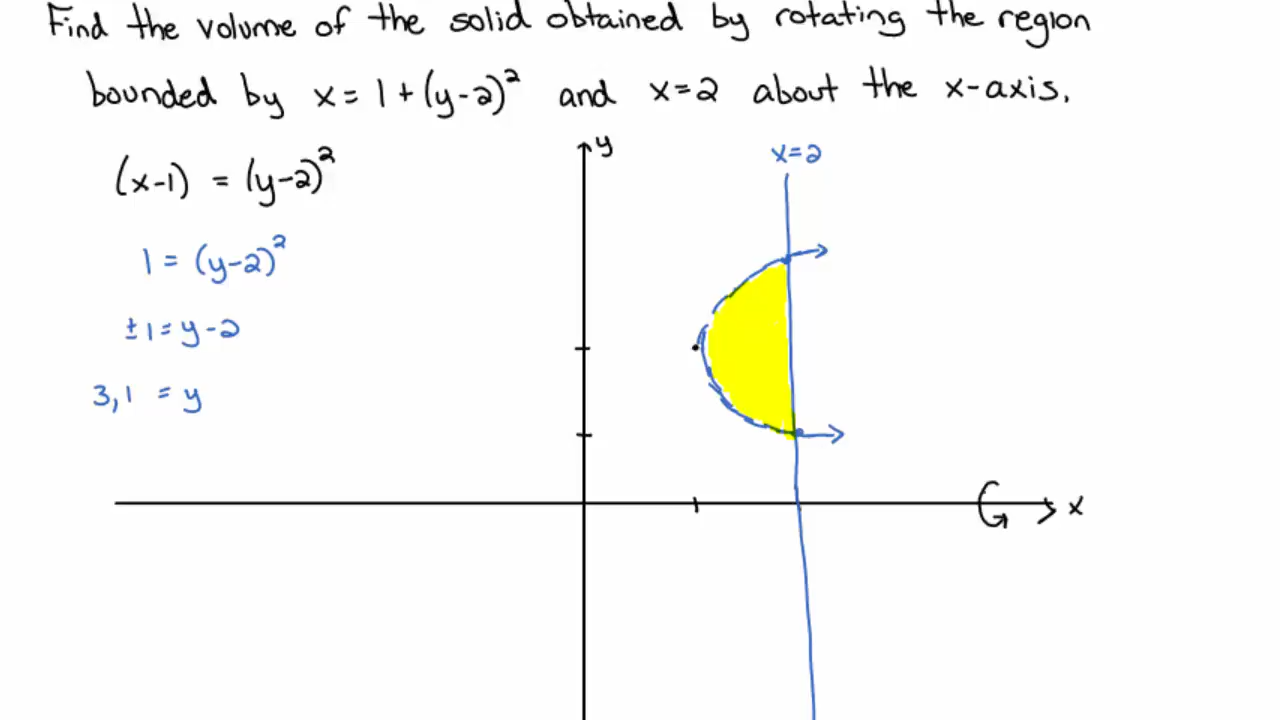 Find the volume of the solid obtained by rotating the region
bounded by x = 1 + (y-2)² and x=2 about the x-axis.
(x-1) = (y-2)²
1 = (y-2)²
±1 = y-2
3,1 = y
y
x=2
x